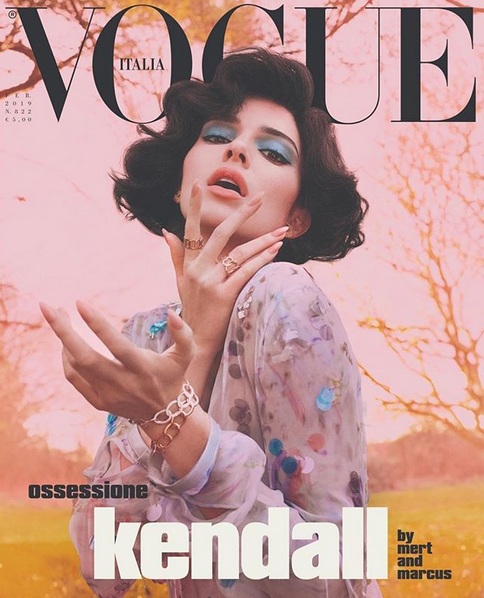 ®
VOGUE
ITALIA
FEB.
2019
N.822
€5,00
ossessione
kendall
by
mert
and
marcus